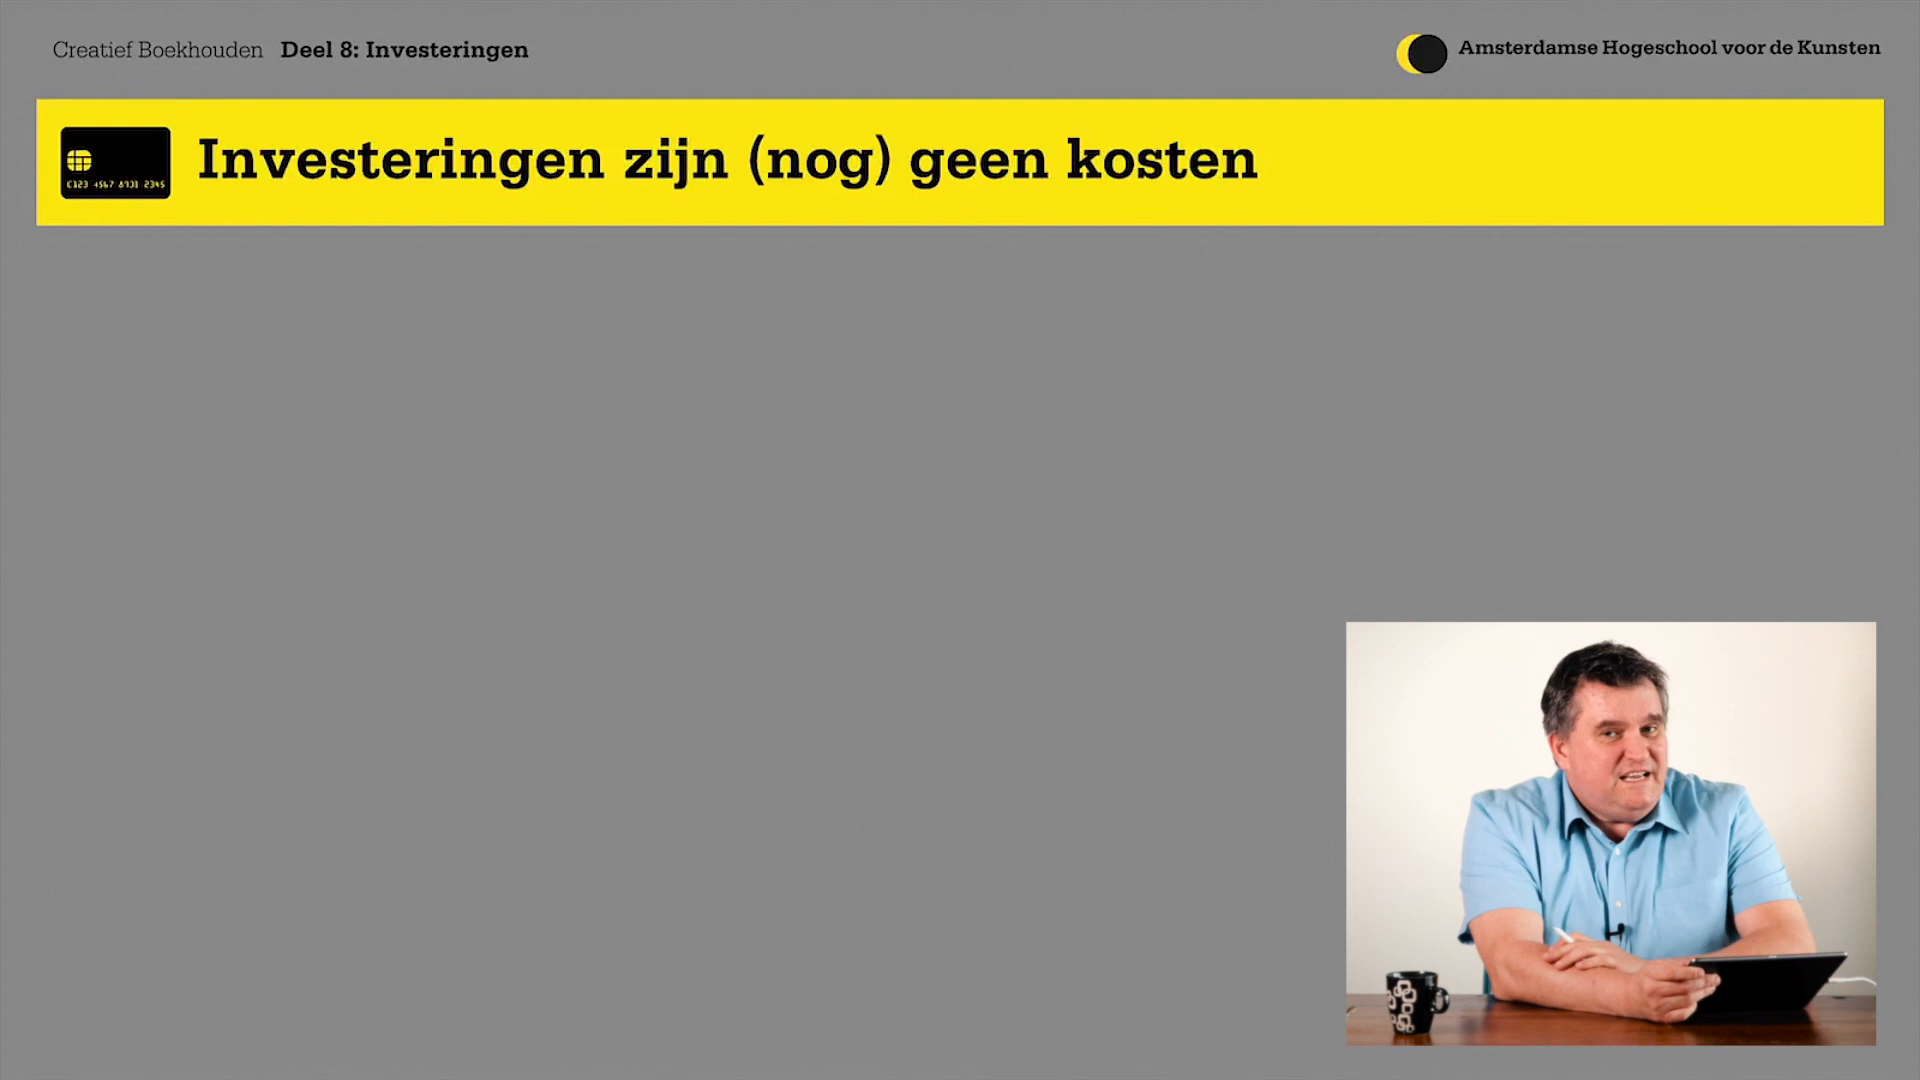 Creatief Boekhouden Deel 8: Investeringen
Amsterdamse Hogeschool voor de Kunsten
Investeringen zijn (nog) geen kosten